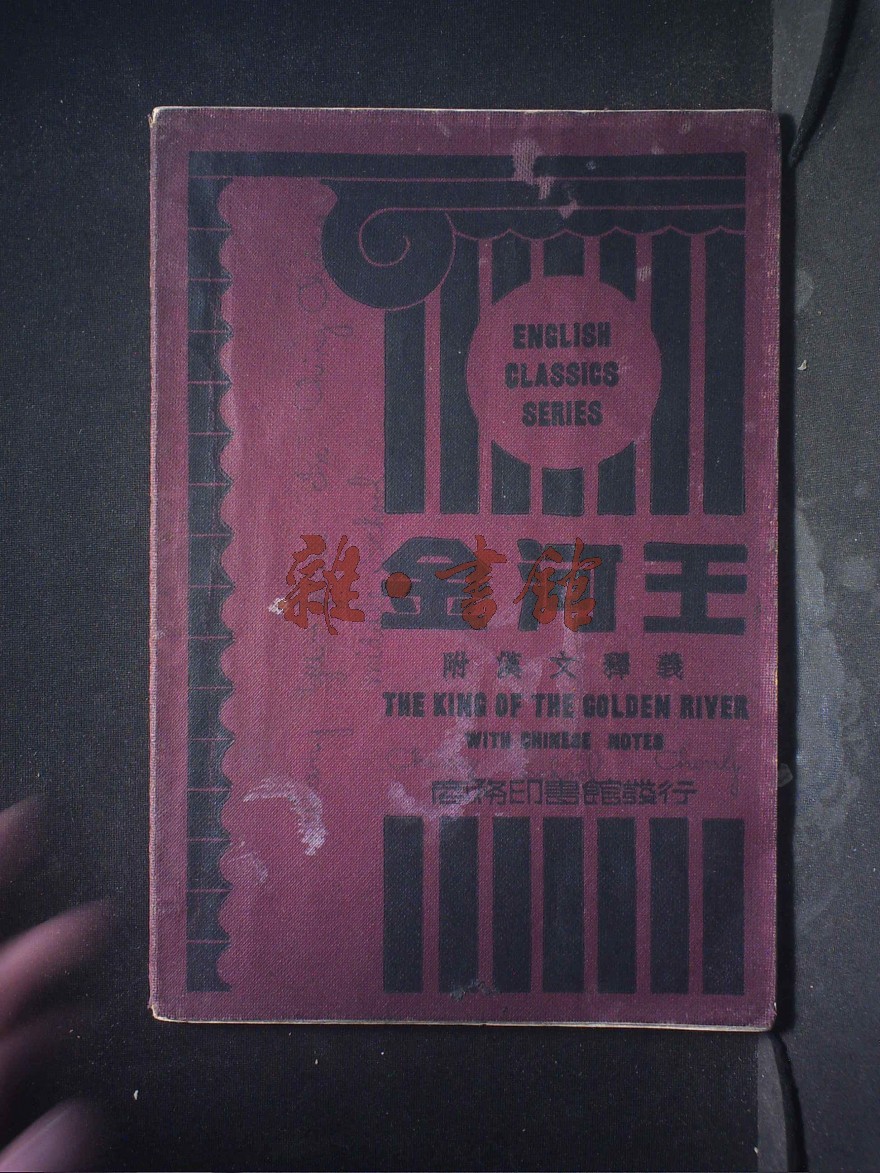 ENGLISH
CLASSICS
SERIES
金河王
雜·書館
附漢文釋義
THE KING OF THE GOLDEN RIVER
WITH CHINESE NOTES
商務印書館發行